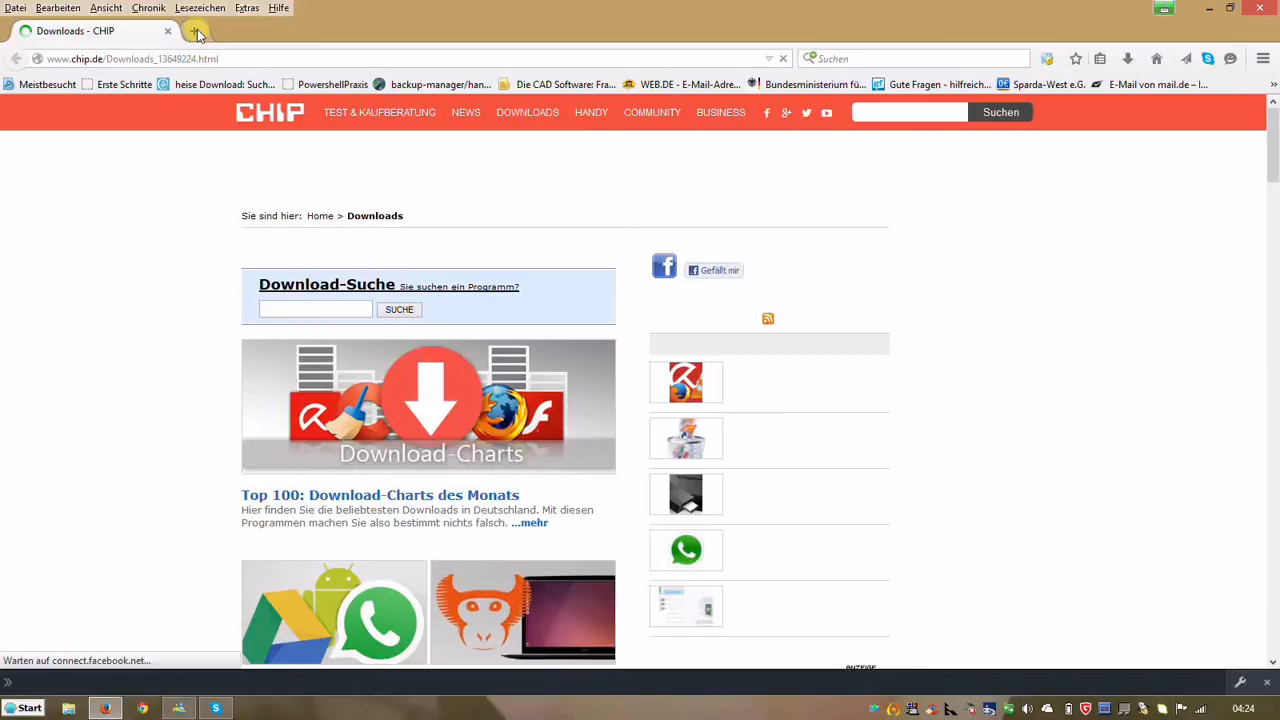 Datei Bearbeiten Ansicht Chronik Lesezeichen Extras Hilfe
Downloads - CHIP
www.chip.de/Downloads_13649224.html
Suchen
Meistbesucht Erste Schritte heise Download: Such... PowershellPraxis backup-manager/han... Die CAD Software: Fra... WEB.DE - E-Mail-Adre... Bundesministerium fü... Gute Fragen - hilfreich... Sparda-West e.G. E-Mail von mail.de – l... »
CHIP TEST & KAUFBERATUNG NEWS DOWNLOADS HANDY COMMUNITY BUSINESS Suchen
Sie sind hier: Home > Downloads
Download-Suche Sie suchen ein Programm?
SUCHE
Gefällt mir
Download-Charts
Top 100: Download-Charts des Monats
Hier finden Sie die beliebtesten Downloads in Deutschland. Mit diesen
Programmen machen Sie also bestimmt nichts falsch. ...mehr
ANZEIGE
Warten auf connect.facebook.net...
Start
04:24